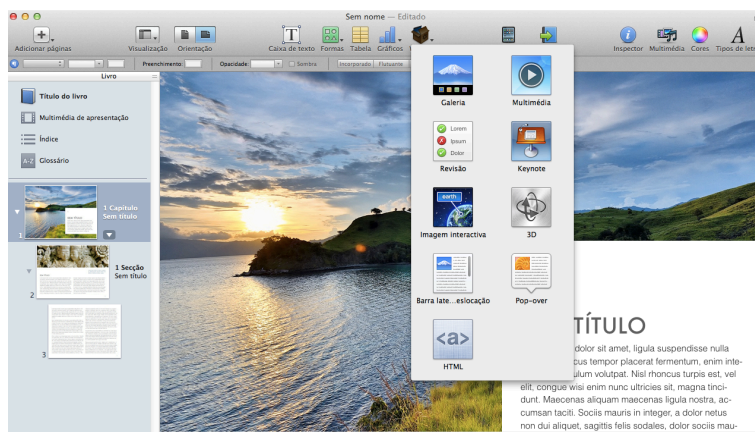 Sem nome — Editado
Adicionar páginas
Visualização
Orientação
T
Caixa de texto
Formas
Tabela
Gráficos
Inspector
Multimédia
Cores
A
Tipos de let
Preenchimento:
Opacidade:
Sombra
Incorporado
Flutuante
Livro
Título do livro
Multimédia de apresentação
Índice
A-Z
Glossário
1 Capítulo
Sem título
1
1 Secção
Sem título
2
3
Galeria
Multimédia
Lorem
Ipsum
Dolor
Revisão
Keynote
earth
Imagem interactiva
3D
Barra late...eslocação
Pop-over
<a>
HTML
TÍTULO
dolor sit amet, ligula suspendisse nulla
cus tempor placerat fermentum, enim inte-
ulum volutpat. Nisl rhoncus turpis est, vel
elit, congue wisi enim nunc ultricies sit, magna tinci-
dunt. Maecenas aliquam maecenas ligula nostra, ac-
cumsan taciti. Sociis mauris in integer, a dolor netus
non dui aliquet, sagittis felis sodales, dolor sociis mau-